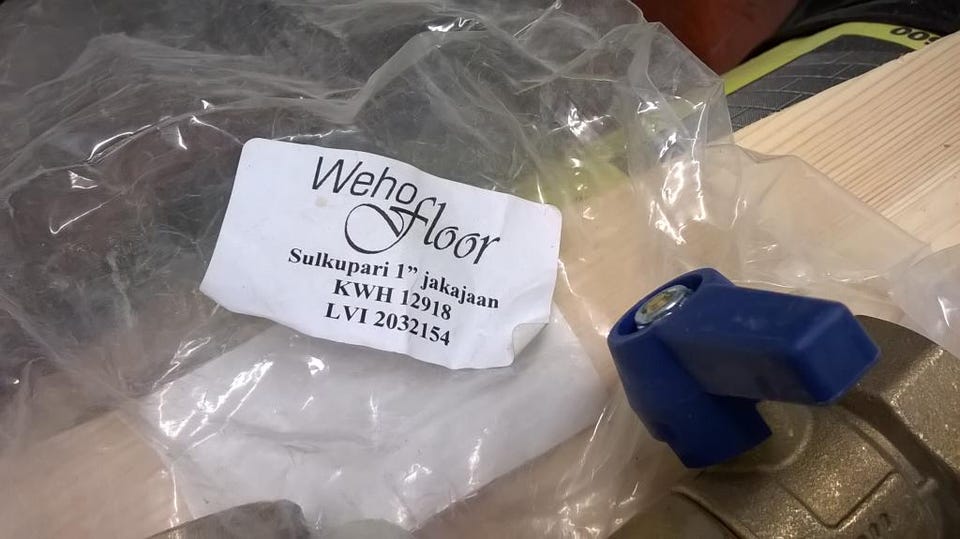 Weho
floor
Sulkupari 1” jakajaan
KWH 12918
LVI 2032154